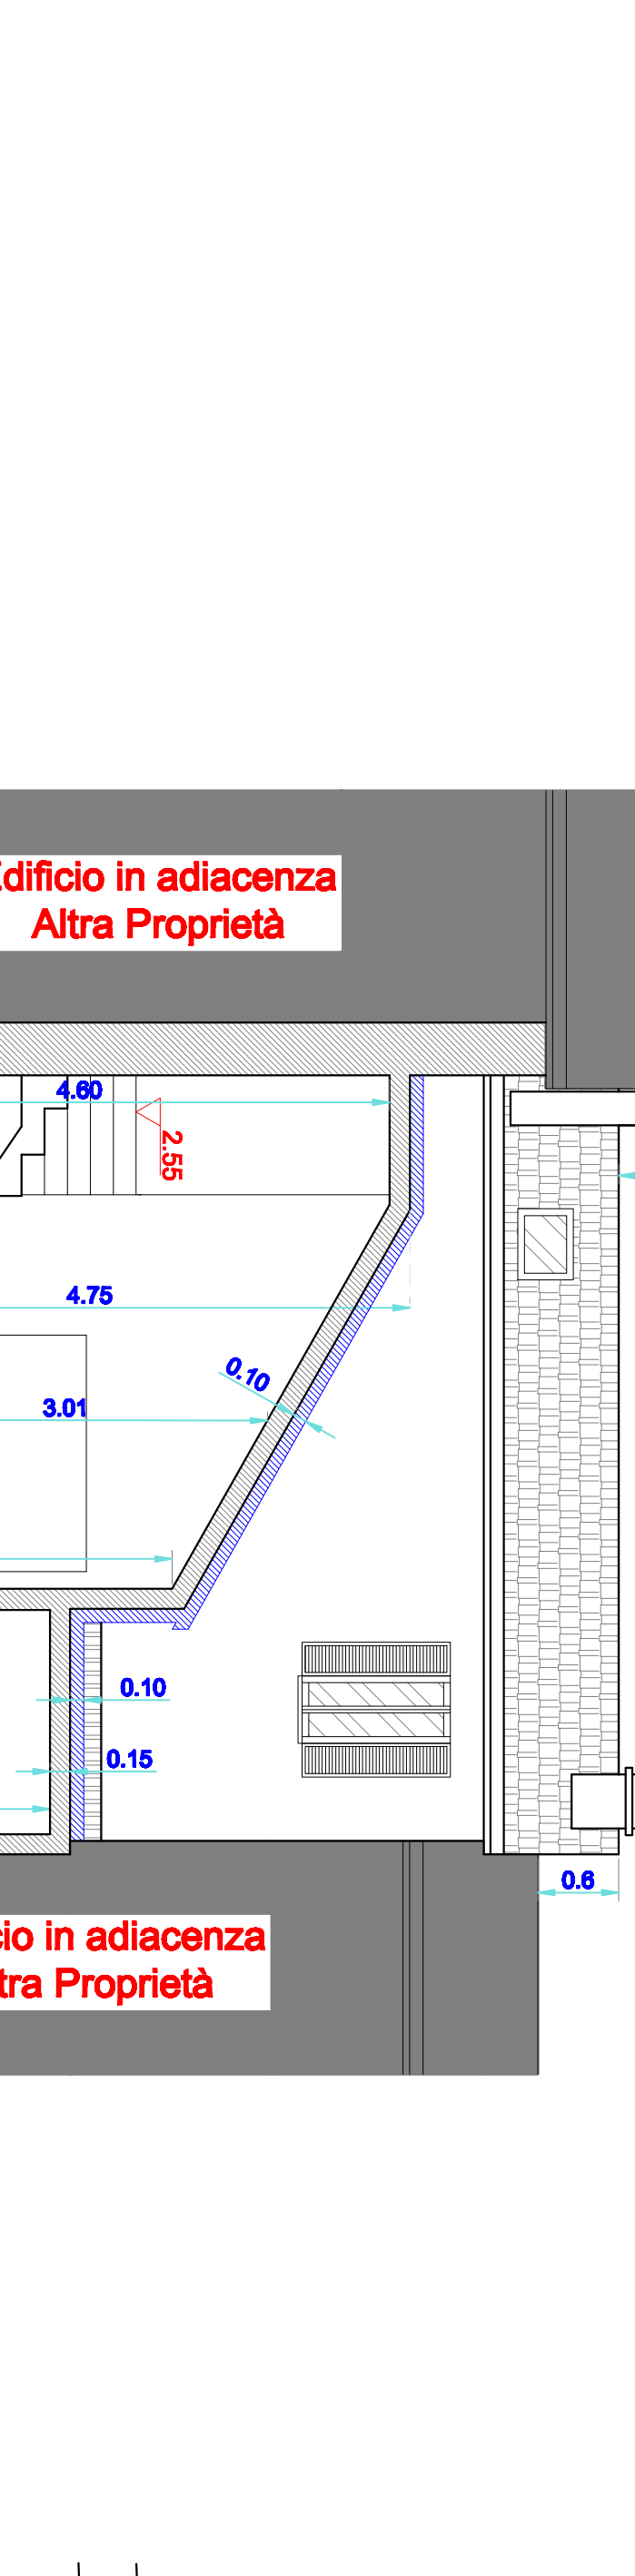 Edificio in adiacenza
Altra Proprietà
4.60
2.55
4.75
0.10
3.01
0.10
0.15
0.6
cio in adiacenza
tra Proprietà